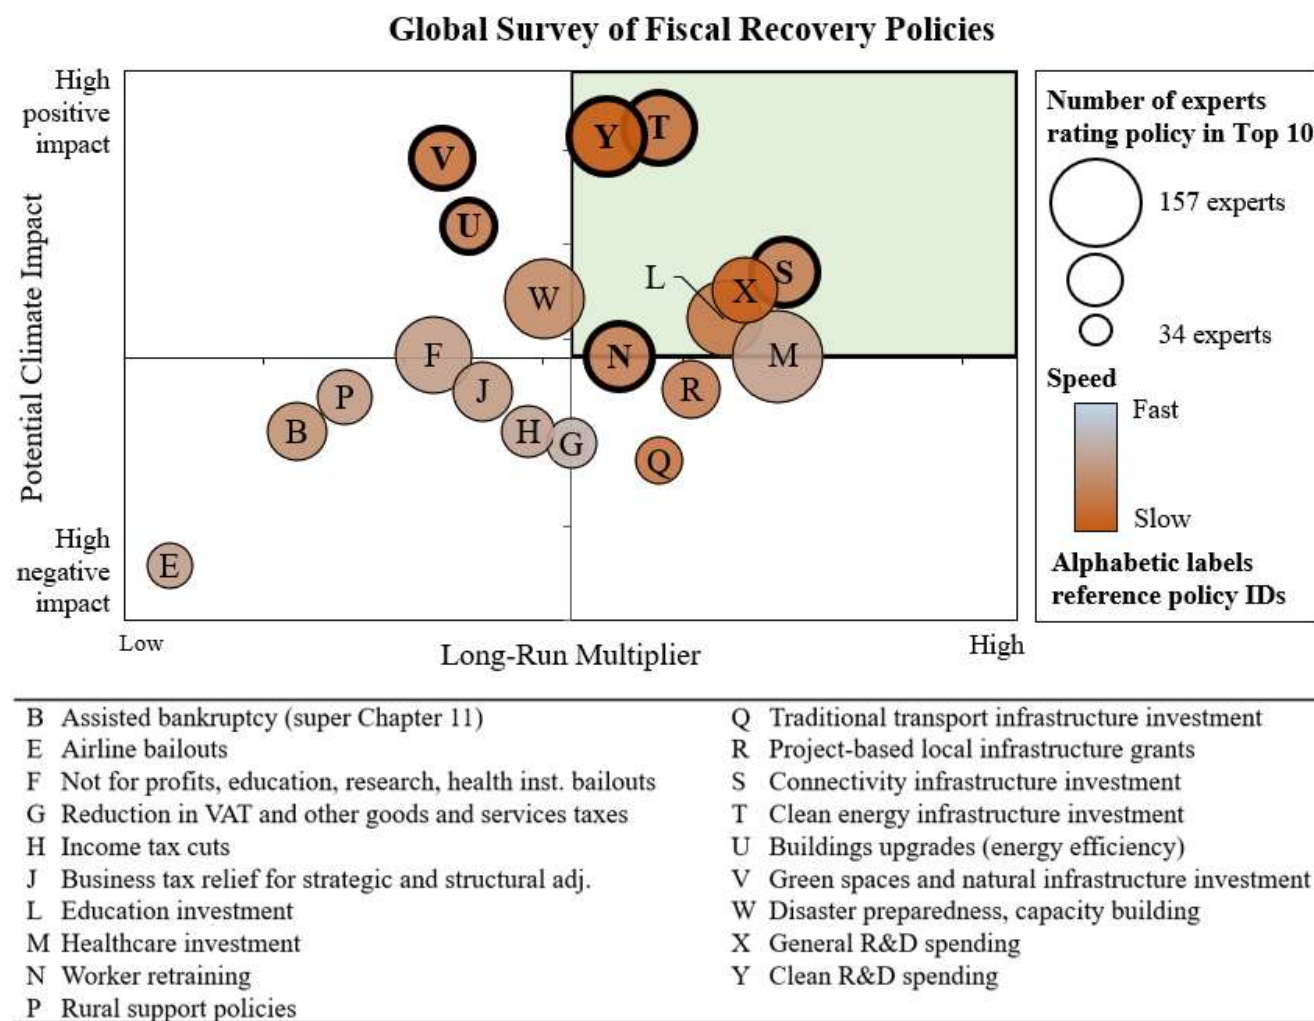 Global Survey of Fiscal Recovery Policies
High
positive
impact
Potential Climate Impact
High
negative
impact
V
U
Y
T
W
L
X
S
F
N
M
P
J
R
B
H
G
Q
E
Low
Long-Run Multiplier
High
Number of experts
rating policy in Top 10
157 experts
34 experts
Speed
Fast
Slow
Alphabetic labels
reference policy IDs
B Assisted bankruptcy (super Chapter 11)
E Airline bailouts
F Not for profits, education, research, health inst. bailouts
G Reduction in VAT and other goods and services taxes
H Income tax cuts
J Business tax relief for strategic and structural adj.
L Education investment
M Healthcare investment
N Worker retraining
P Rural support policies
Q Traditional transport infrastructure investment
R Project-based local infrastructure grants
S Connectivity infrastructure investment
T Clean energy infrastructure investment
U Buildings upgrades (energy efficiency)
V Green spaces and natural infrastructure investment
W Disaster preparedness, capacity building
X General R&D spending
Y Clean R&D spending